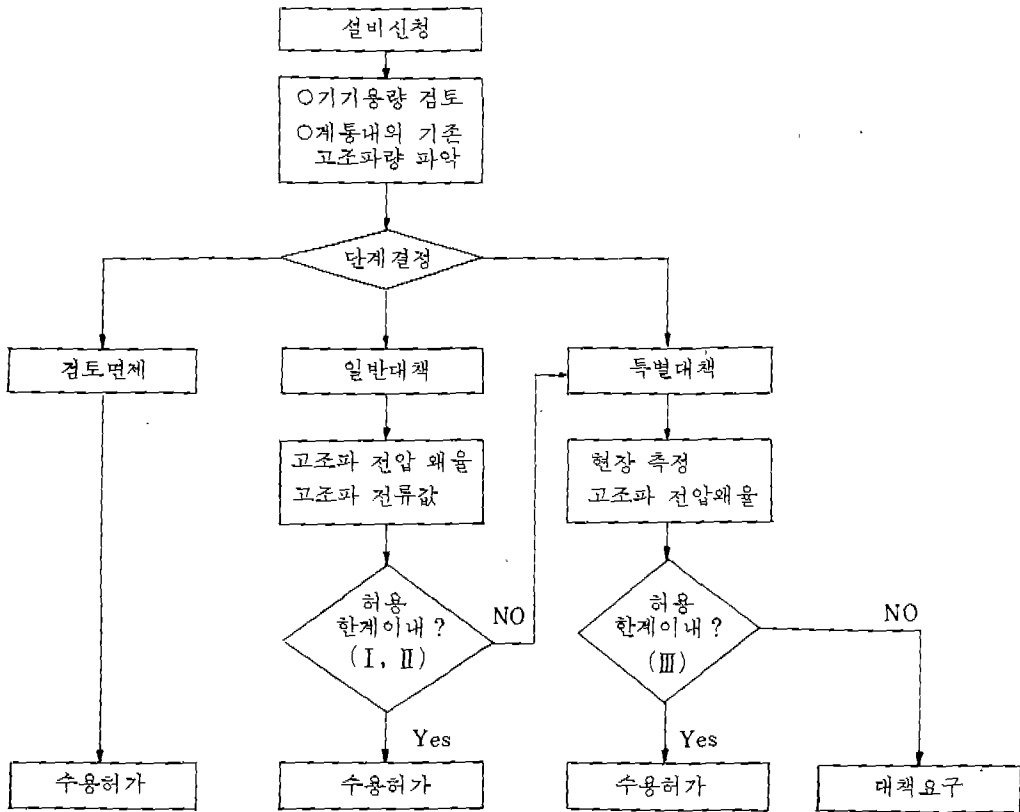 설비신청
○기기용량 검토
○계통내의 기존
고조파량 파악
단계결정
검토면제
일반대책
특별대책
고조파 전압 왜율
고조파 전류값
현장 측정
고조파 전압왜율
허용
한계이내 ?
(Ⅰ, Ⅱ)
NO
허용
한계이내 ?
(Ⅲ)
NO
Yes
Yes
수용허가
수용허가
수용허가
대책요구